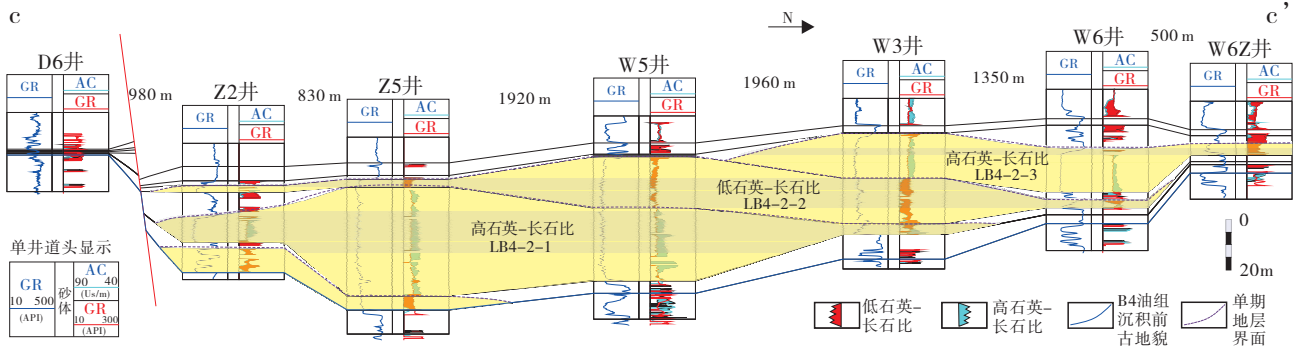 C
C'
N
D6井
Z2井
Z5井
W5井
W3井
W6井
W6Z井
980 m
830 m
1920 m
1960 m
1350 m
500 m
GR
AC
GR
GR
AC
GR
GR
AC
GR
GR
AC
GR
GR
AC
GR
GR
AC
GR
GR
AC
GR
高石英-长石比
LB4-2-1
低石英-长石比
LB4-2-2
高石英-长石比
LB4-2-3
单井道头显示
GR
10 500
(API)
砂体
AC
90 40
(Us/m)
GR
10 300
(API)
0
20m
低石英-
长石比
高石英-
长石比
B4油组
沉积前
古地貌
单期
地层
界面